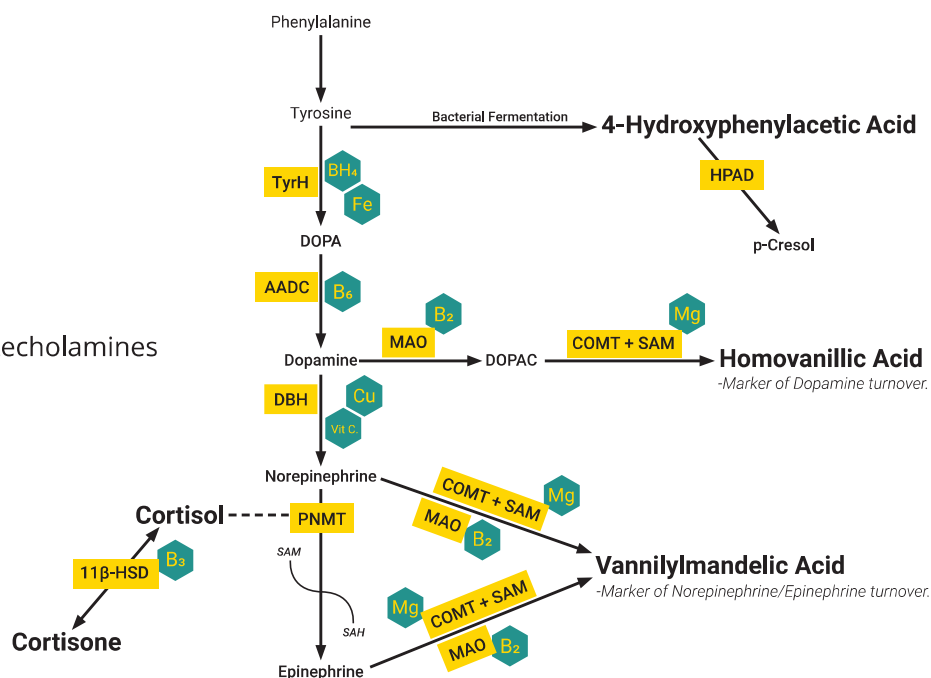 Phenylalanine
Tyrosine
Bacterial Fermentation
4-Hydroxyphenylacetic Acid
TyrH
BH₄
Fe
HPAD
DOPA
p-Cresol
AADC
B₆
B₂
Mg
echolamines
MAO
COMT + SAM
Dopamine
DOPAC
Homovanillic Acid
-Marker of Dopamine turnover.
DBH
Cu
Vit C.
Norepinephrine
COMT + SAM
Mg
Cortisol
PNMT
MAO
B₂
11β-HSD
B₃
SAM
Vannilylmandelic Acid
-Marker of Norepinephrine/Epinephrine turnover.
Mg
COMT + SAM
SAH
Cortisone
MAO
B₂
Epinephrine